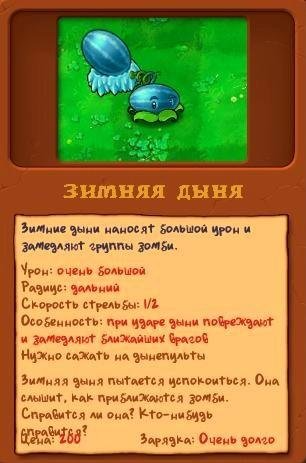 ЗИМНЯЯ ДЫНЯ
Зимние дыни наносят большой урон и
замедляют группы зомби.
Урон: очень большой
Радиус: дальний
Скорость стрельбы: 1/2
Особенность: при ударе дыни повреждают
и замедляют ближайших врагов
Нужно сажать на дынепульты
Зимняя дыня пытается успокоиться. Она
слышит, как приближаются зомби.
Справится ли она? Кто-нибудь
справится?
Цена: 200 Зарядка: Очень долго